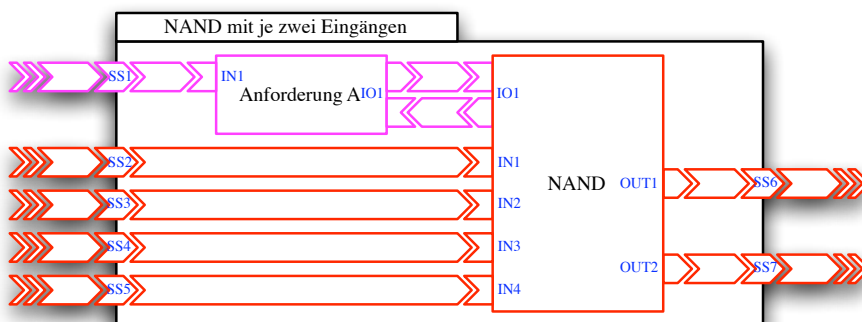 NAND mit je zwei Eingängen
SS1 IN1 Anforderung A IO1 IO1
SS2 IN1
NAND OUT1 SS6
SS3 IN2
SS4 IN3
OUT2 SS7
SS5 IN4